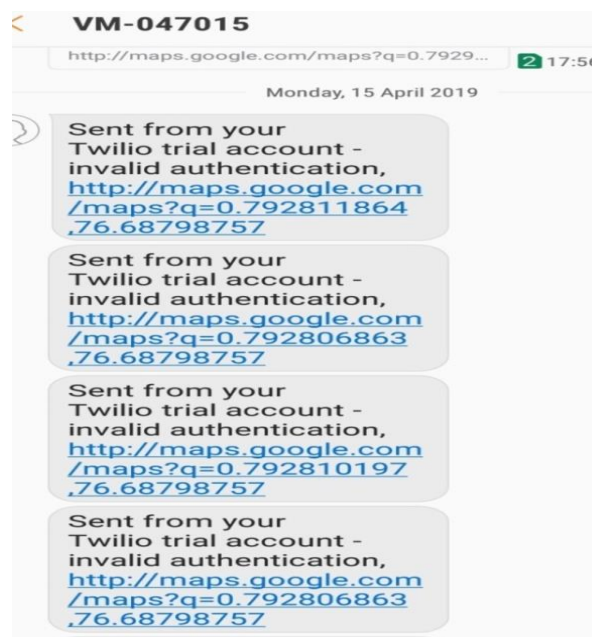 VM-047015
http://maps.google.com/maps?q=0.7929...
2 17:56
Monday, 15 April 2019
Sent from your
Twilio trial account -
invalid authentication,
http://maps.google.com
/maps?q=0.792811864
,76.68798757
Sent from your
Twilio trial account -
invalid authentication,
http://maps.google.com
/maps?q=0.792806863
,76.68798757
Sent from your
Twilio trial account -
invalid authentication,
http://maps.google.com
/maps?q=0.792810197
,76.68798757
Sent from your
Twilio trial account -
invalid authentication,
http://maps.google.com
/maps?q=0.792806863
,76.68798757